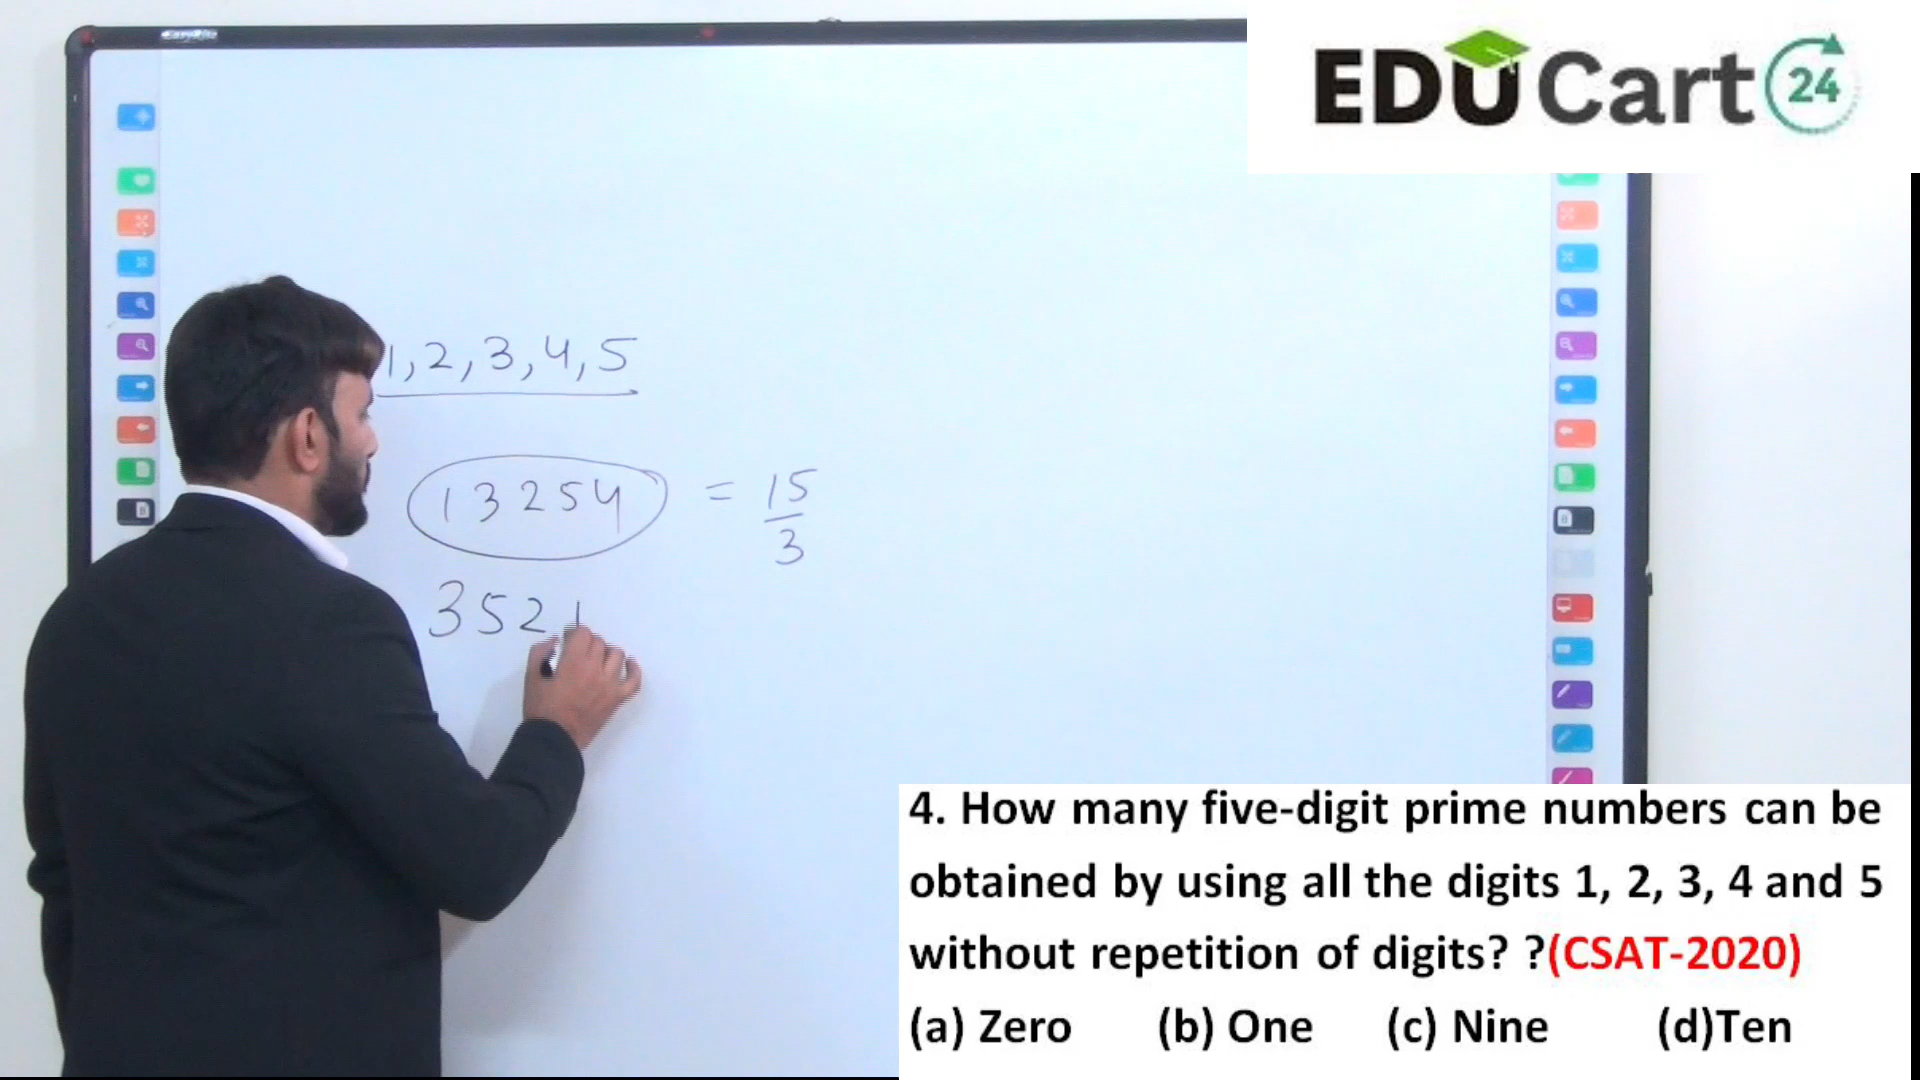 EasyRite
EDUCart 24
1, 2, 3, 4, 5
13254 = 15/3
3521
4. How many five-digit prime numbers can be
obtained by using all the digits 1, 2, 3, 4 and 5
without repetition of digits? ?(CSAT-2020)
(a) Zero (b) One (c) Nine (d)Ten